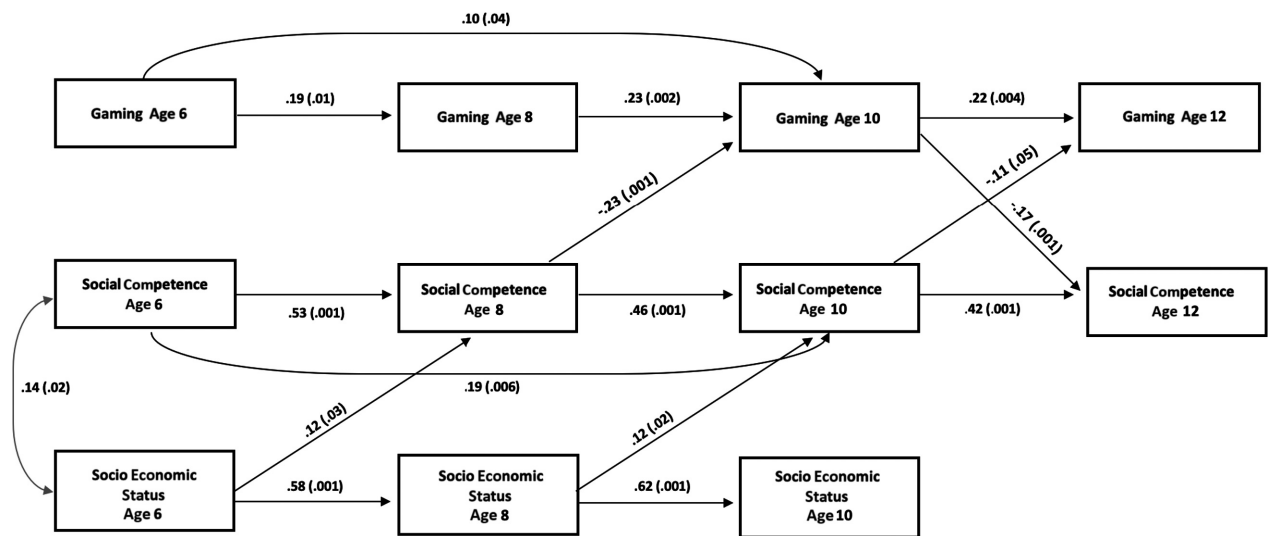 .10 (.04)
Gaming Age 6
.19 (.01)
Gaming Age 8
.23 (.002)
Gaming Age 10
.22 (.004)
Gaming Age 12
-.23 (.001)
-.11 (.05)
-.17 (.001)
Social Competence
Age 6
.53 (.001)
Social Competence
Age 8
.46 (.001)
Social Competence
Age 10
.42 (.001)
Social Competence
Age 12
.14 (.02)
.19 (.006)
.12 (.03)
.12 (.02)
Socio Economic
Status
Age 6
.58 (.001)
Socio Economic
Status
Age 8
.62 (.001)
Socio Economic
Status
Age 10